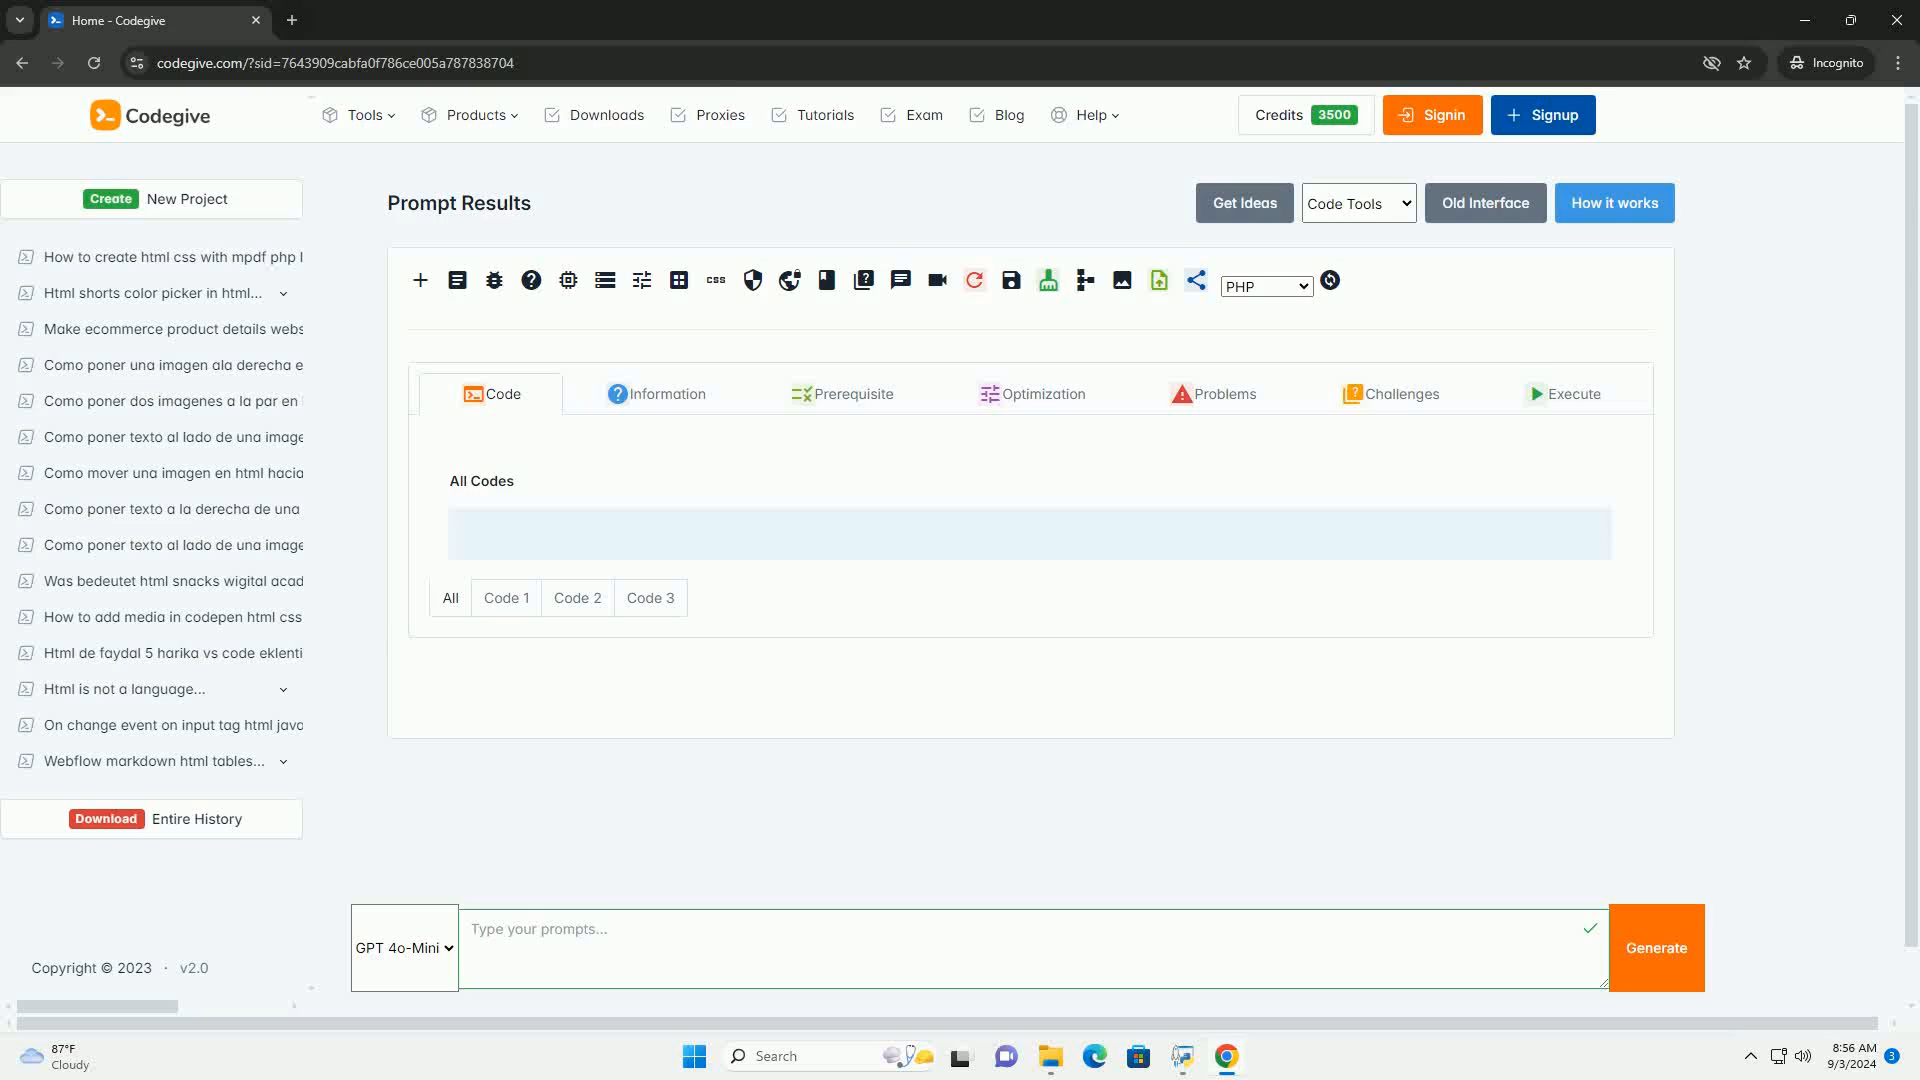 Home - Codegive
codegive.com/?sid=7643909cabfa0f786ce005a787838704
Incognito
Codegive
Tools
Products
Downloads
Proxies
Tutorials
Exam
Blog
Help
Credits 3500
Signin
Signup
Create New Project
How to create html css with mpdf php l
Html shorts color picker in html...
Make ecommerce product details webs
Como poner una imagen ala derecha e
Como poner dos imagenes a la par en
Como poner texto al lado de una image
Como mover una imagen en html hacia
Como poner texto a la derecha de una
Como poner texto al lado de una image
Was bedeutet html snacks wigital acad
How to add media in codepen html css
Html de faydal 5 harika vs code eklenti
Html is not a language...
On change event on input tag html java
Webflow markdown html tables...
Download Entire History
Copyright © 2023 · v2.0
Prompt Results
Get Ideas
Code Tools
Old Interface
How it works
css
PHP
Code
Information
Prerequisite
Optimization
Problems
Challenges
Execute
All Codes
All
Code 1
Code 2
Code 3
GPT 4o-Mini
Type your prompts...
Generate
87°F
Cloudy
Search
8:56 AM
9/3/2024
3